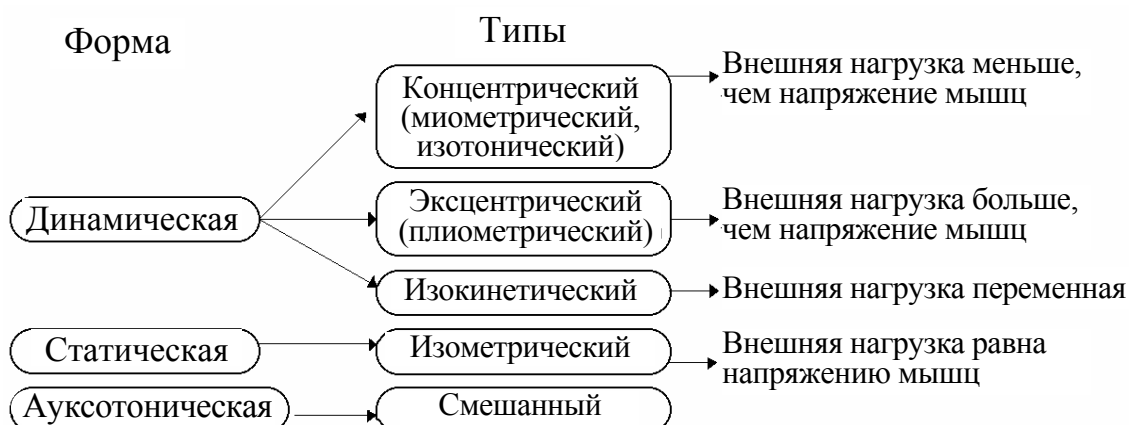 Форма
Типы
Концентрический
(миометрический,
изотонический)
Внешняя нагрузка меньше,
чем напряжение мышц
Динамическая
Эксцентрический
(плиометрический)
Внешняя нагрузка больше,
чем напряжение мышц
Изокинетический
Внешняя нагрузка переменная
Статическая
Изометрический
Внешняя нагрузка равна
напряжению мышц
Ауксотоническая
Смешанный